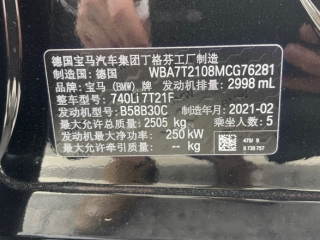 德国宝马汽车集团丁格芬工厂制造
制造国：德国 WBA7T2108MCG76281
品牌：宝马 (BMW) 牌 发动机排量：2998 mL
整车型号：740Li 7T21F
发动机型号：B58B30C 制造年月：2021-02
最大允许总质量：2505 kg 乘坐人数：5
发动机最大净功率：250 kW
最大允许牵引质量：-- kg